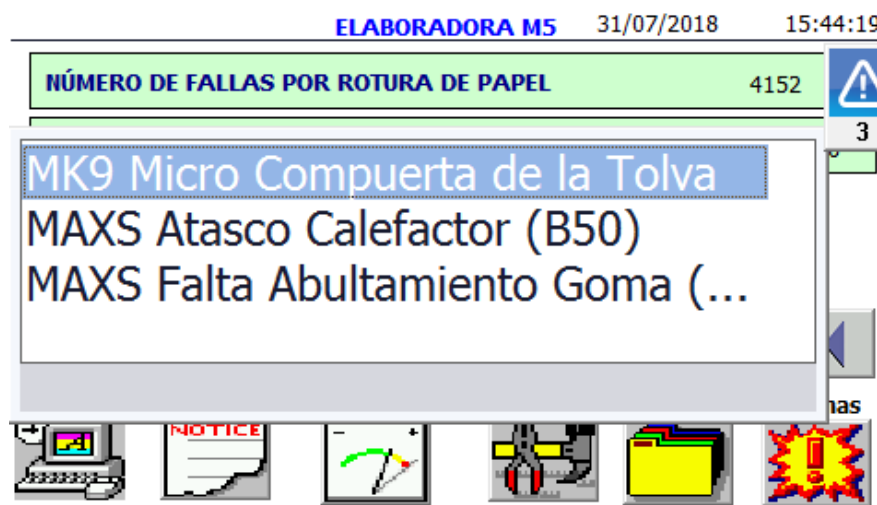 ELABORADORA M5 31/07/2018 15:44:19
NÚMERO DE FALLAS POR ROTURA DE PAPEL 4152
3
MK9 Micro Compuerta de la Tolva
MAXS Atasco Calefactor (B50)
MAXS Falta Abultamiento Goma (...
nas
NOTICE